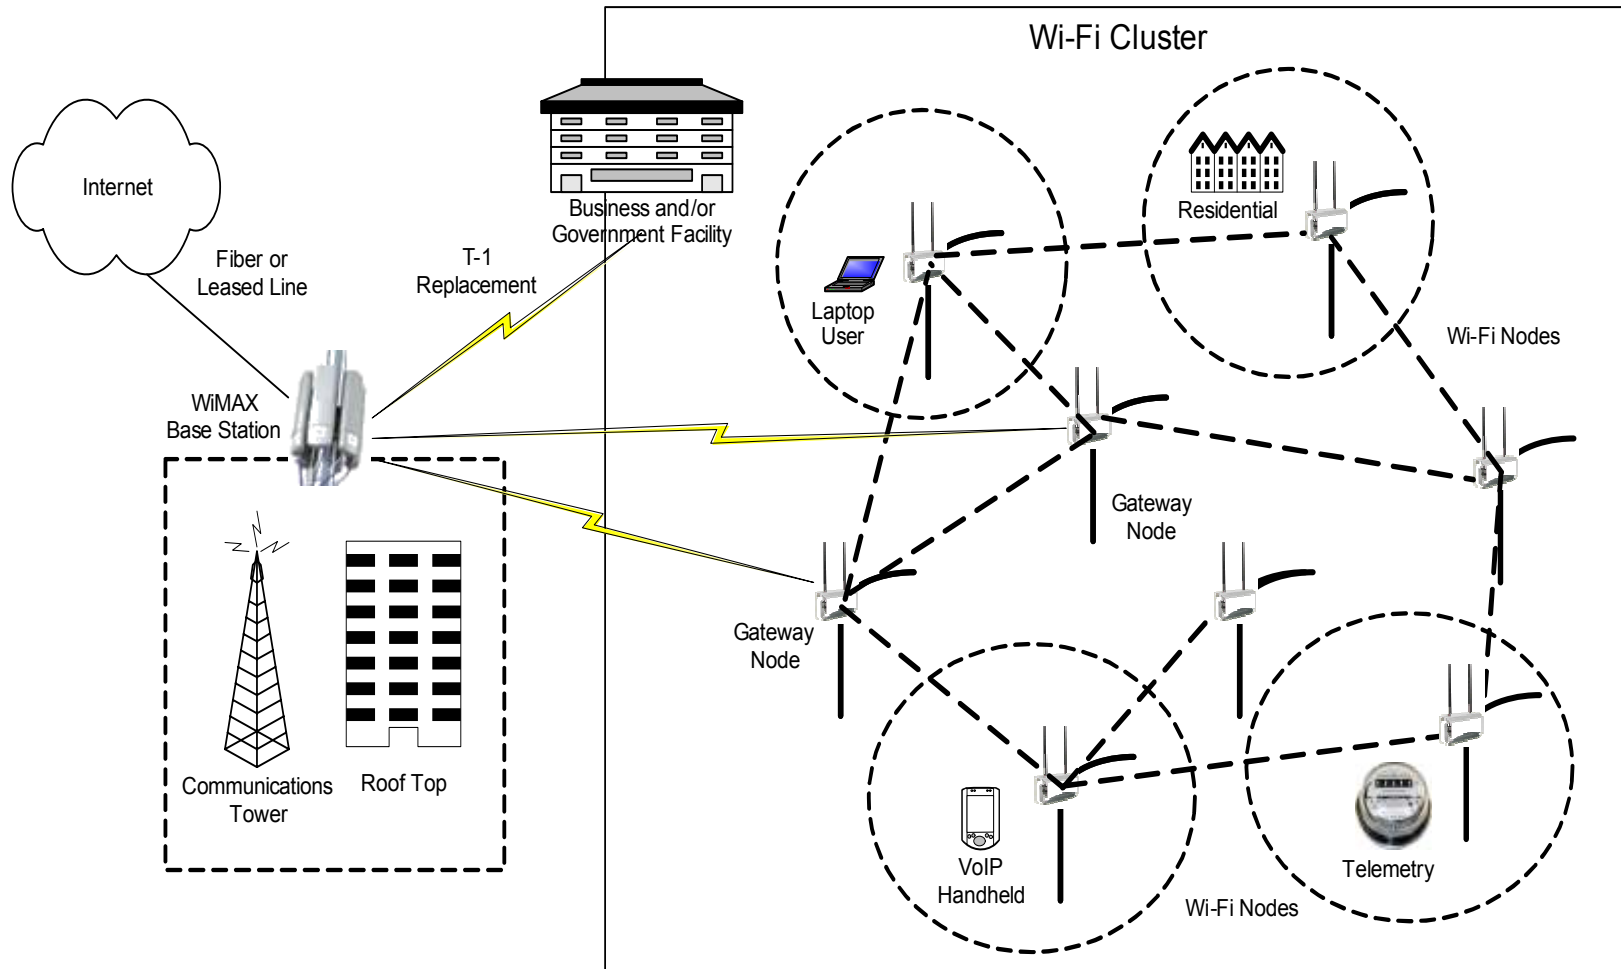 Wi-Fi Cluster
Internet
Business and/or
Government Facility
Residential
Fiber or
Leased Line
T-1
Replacement
Laptop
User
Wi-Fi Nodes
WiMAX
Base Station
Gateway
Node
Gateway
Node
Communications
Tower
Roof Top
VoIP
Handheld
Telemetry
Wi-Fi Nodes